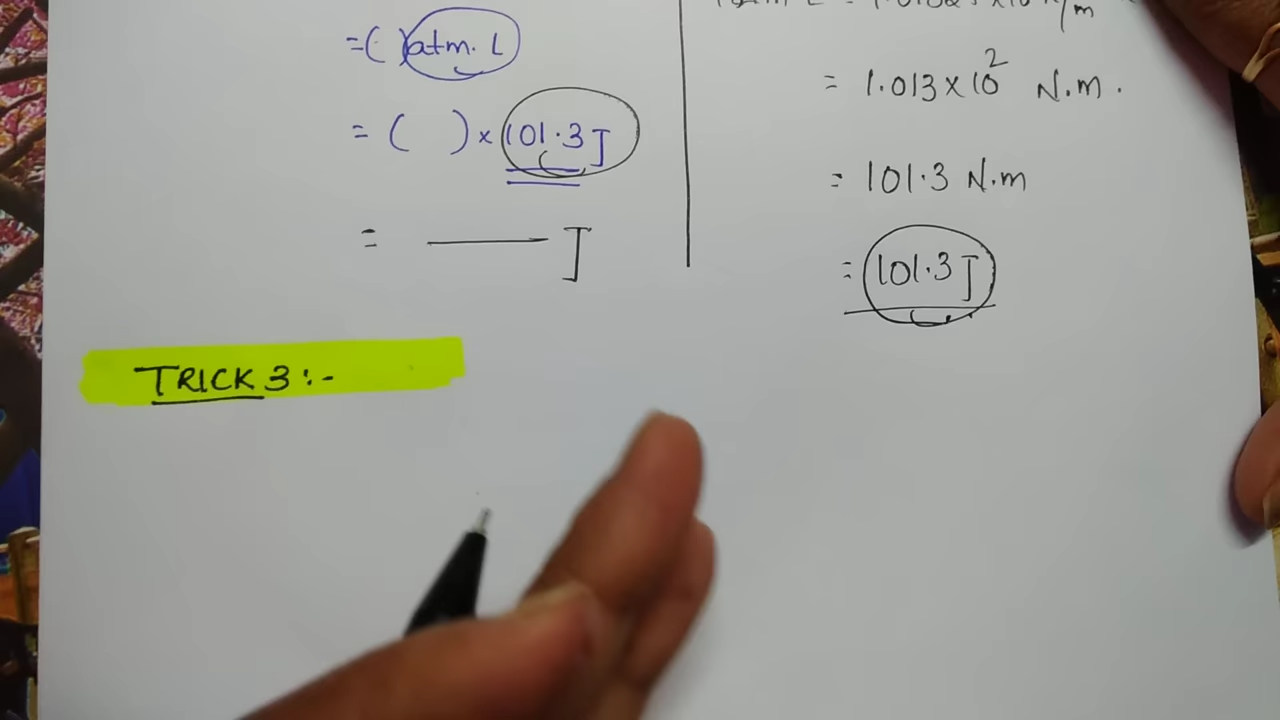 =( )atm. L
= ( ) × 101.3 J
= ——— J
= 1.013×10² N.m.
= 101.3 N.m
= 101.3 J
TRICK 3 :-